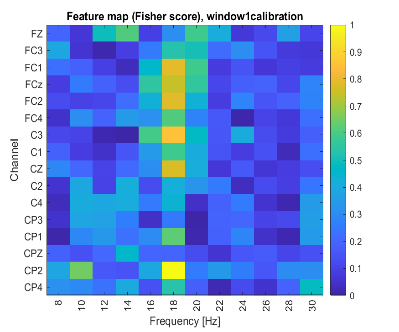 Feature map (Fisher score), window1calibration
FZ
FC3
FC1
FCz
FC2
FC4
C3
C1
CZ
C2
C4
CP3
CP1
CPZ
CP2
CP4
Channel
8 10 12 14 16 18 20 22 24 26 28 30
Frequency [Hz]
1
0.9
0.8
0.7
0.6
0.5
0.4
0.3
0.2
0.1
0